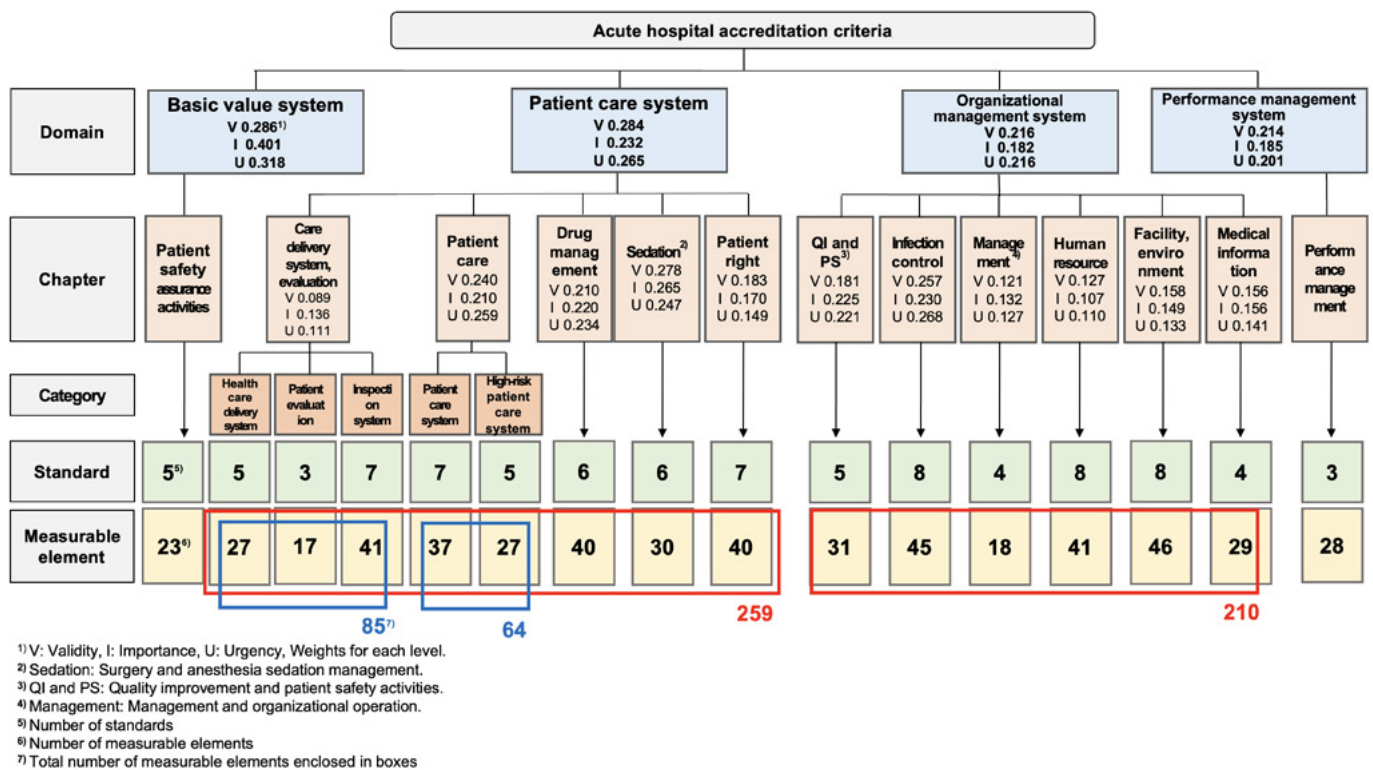 Acute hospital accreditation criteria
Domain
Basic value system
V 0.286¹⁾
I 0.401
U 0.318
Patient care system
V 0.284
I 0.232
U 0.265
Organizational
management system
V 0.216
I 0.182
U 0.216
Performance management
system
V 0.214
I 0.185
U 0.201
Chapter
Patient
safety
assurance
activities
Care
delivery
system,
evaluation
V 0.089
I 0.136
U 0.111
Patient
care
V 0.240
I 0.210
U 0.259
Drug
manag
ement
V 0.210
I 0.220
U 0.234
Sedation²⁾
V 0.278
I 0.265
U 0.247
Patient
right
V 0.183
I 0.170
U 0.149
QI and
PS³⁾
V 0.181
I 0.225
U 0.221
Infection
control
V 0.257
I 0.230
U 0.268
Manage
ment⁴⁾
V 0.121
I 0.132
U 0.127
Human
resource
V 0.127
I 0.107
U 0.110
Facility,
enviro
nment
V 0.158
I 0.149
U 0.133
Medical
informa
tion
V 0.156
I 0.156
U 0.141
Perform
ance
manage
ment
Category
Health
care
delivery
system
Patient
evaluat
ion
Inspecti
on
system
Patient
care
system
High-risk
patient
care
system
Standard
5⁵⁾ 5 3 7 7 5 6 6 7 5 8 4 8 8 4 3
Measurable
element
23⁶⁾ 27 17 41 37 27 40 30 40 31 45 18 41 46 29 28
85⁷⁾ 64 259 210
¹⁾ V: Validity, I: Importance, U: Urgency, Weights for each level.
²⁾ Sedation: Surgery and anesthesia sedation management.
³⁾ QI and PS: Quality improvement and patient safety activities.
⁴⁾ Management: Management and organizational operation.
⁵⁾ Number of standards
⁶⁾ Number of measurable elements
⁷⁾ Total number of measurable elements enclosed in boxes